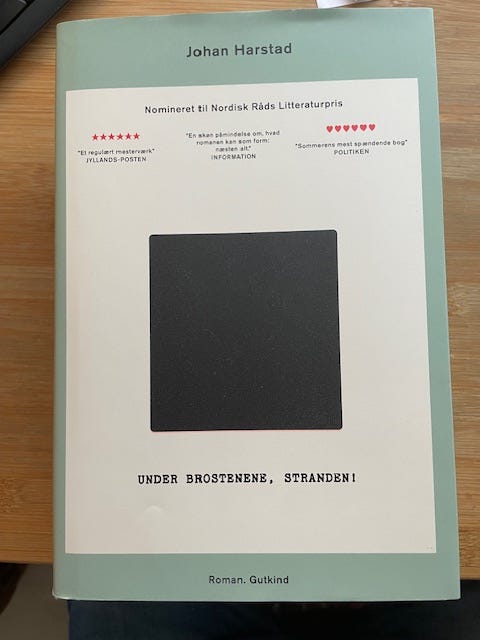 Johan Harstad
Nomineret til Nordisk Råds Litteraturpris
★★★★★★
"Et regulært mesterværk"
JYLLANDS-POSTEN
"En skøn påmindelse om, hvad
romanen kan som form:
næsten alt."
INFORMATION
♥♥♥♥♥♥
"Sommerens mest spændende bog"
POLITIKEN
UNDER BROSTENENE, STRANDEN!
Roman. Gutkind